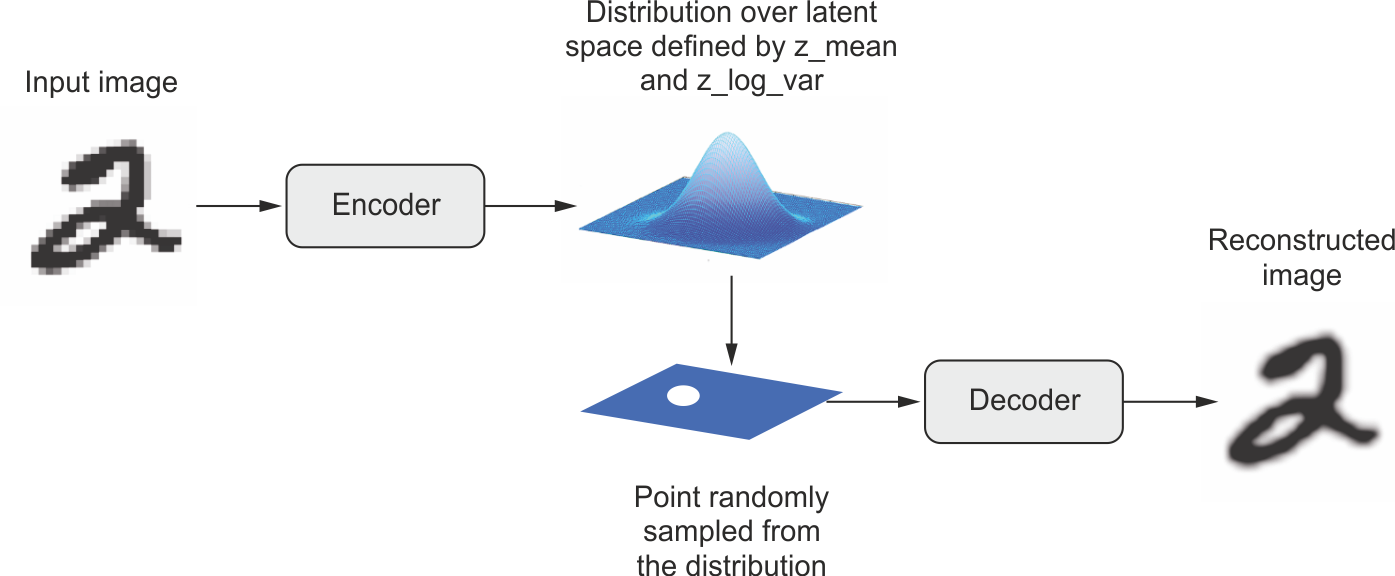 Input image
Encoder
Distribution over latent
space defined by z_mean
and z_log_var
Point randomly
sampled from
the distribution
Decoder
Reconstructed
image